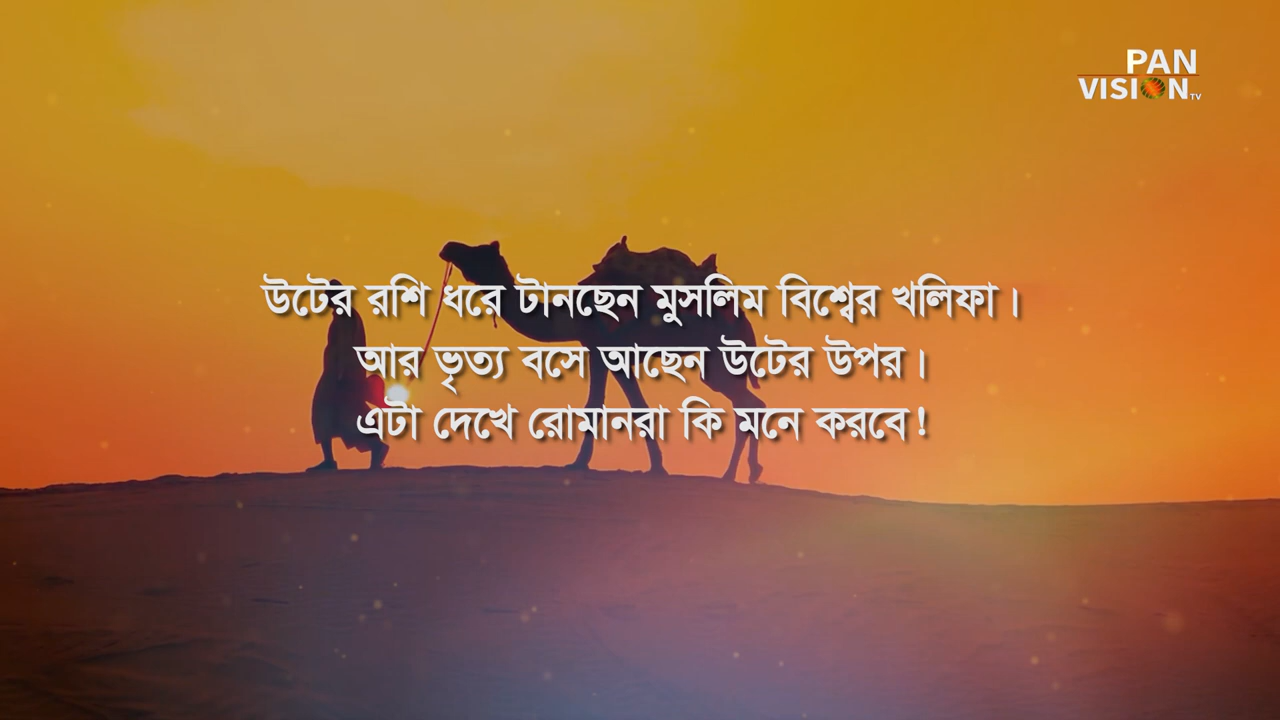 PAN
VISION TV
উটের রশি ধরে টানছেন মুসলিম বিশ্বের খলিফা।
আর ভৃত্য বসে আছেন উটের উপর।
এটা দেখে রোমানরা কি মনে করবে!